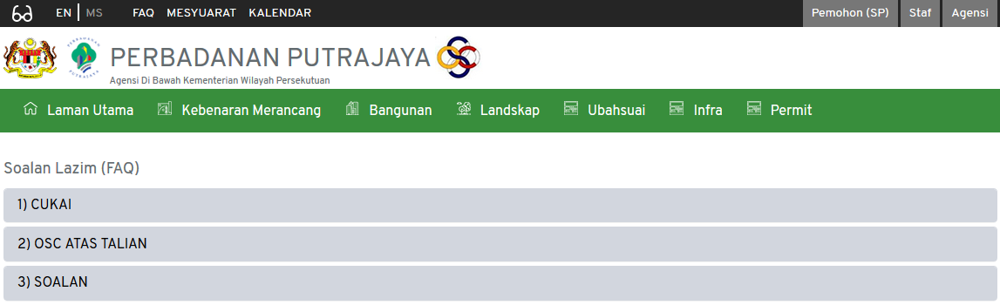 EN MS FAQ MESYUARAT KALENDAR Pemohon (SP) Staf Agensi
PERBADANAN PUTRAJAYA
Agensi Di Bawah Kementerian Wilayah Persekutuan
Laman Utama Kebenaran Merancang Bangunan Landskap Ubahsuai Infra Permit
Soalan Lazim (FAQ)
1) CUKAI
2) OSC ATAS TALIAN
3) SOALAN